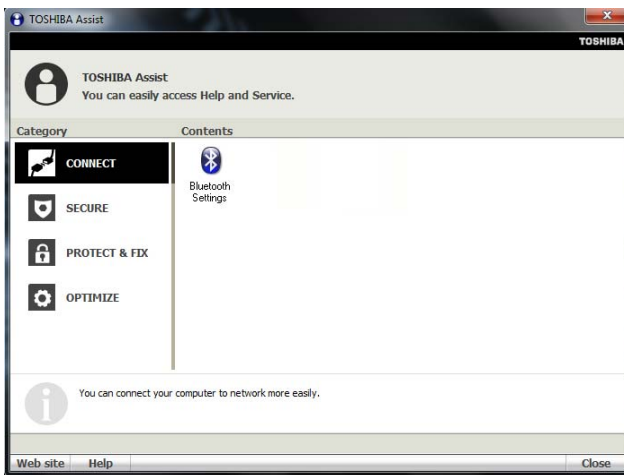 TOSHIBA Assist
TOSHIBA
TOSHIBA Assist
You can easily access Help and Service.
Category
Contents
CONNECT
SECURE
PROTECT & FIX
OPTIMIZE
Bluetooth
Settings
You can connect your computer to network more easily.
Web site
Help
Close